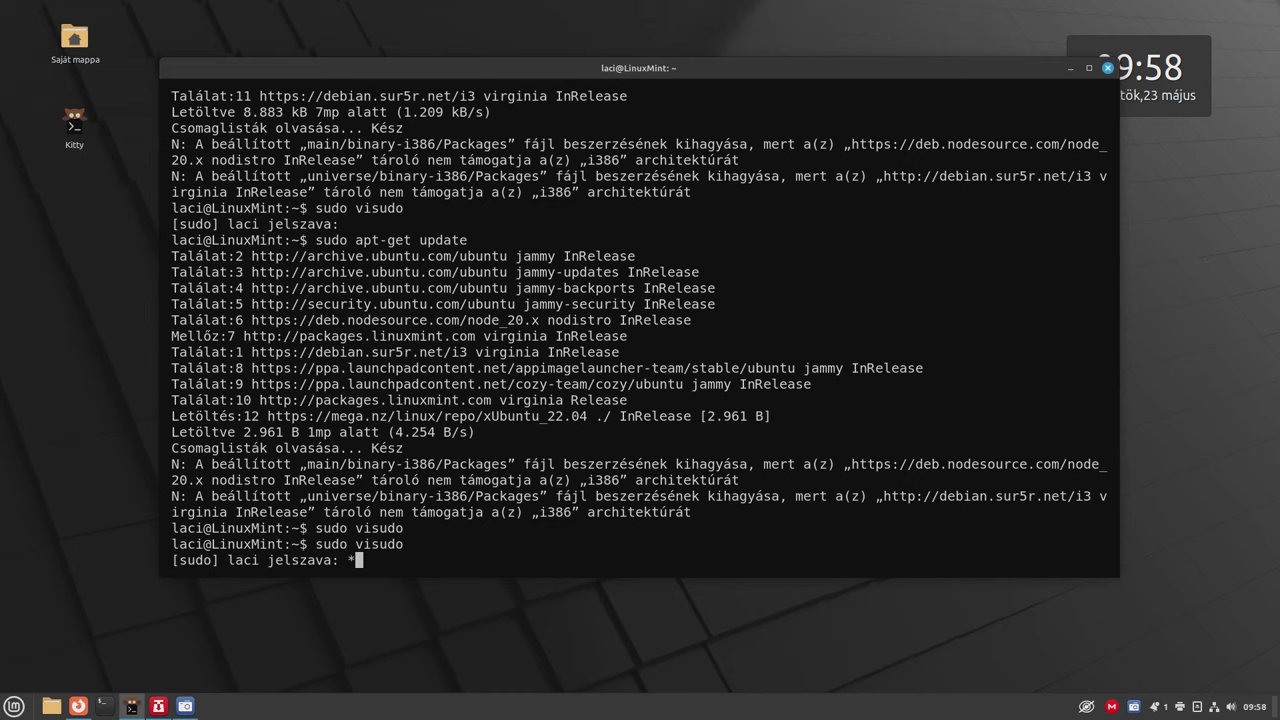 Saját mappa
Kitty
9:58
tök,23 május
laci@LinuxMint: ~
Találat:11 https://debian.sur5r.net/i3 virginia InRelease
Letöltve 8.883 kB 7mp alatt (1.209 kB/s)
Csomaglisták olvasása... Kész
N: A beállított „main/binary-i386/Packages” fájl beszerzésének kihagyása, mert a(z) „https://deb.nodesource.com/node_
20.x nodistro InRelease” tároló nem támogatja a(z) „i386” architektúrát
N: A beállított „universe/binary-i386/Packages” fájl beszerzésének kihagyása, mert a(z) „http://debian.sur5r.net/i3 v
irginia InRelease” tároló nem támogatja a(z) „i386” architektúrát
laci@LinuxMint:~$ sudo visudo
[sudo] laci jelszava:
laci@LinuxMint:~$ sudo apt-get update
Találat:2 http://archive.ubuntu.com/ubuntu jammy InRelease
Találat:3 http://archive.ubuntu.com/ubuntu jammy-updates InRelease
Találat:4 http://archive.ubuntu.com/ubuntu jammy-backports InRelease
Találat:5 http://security.ubuntu.com/ubuntu jammy-security InRelease
Találat:6 https://deb.nodesource.com/node_20.x nodistro InRelease
Mellőz:7 http://packages.linuxmint.com virginia InRelease
Találat:1 https://debian.sur5r.net/i3 virginia InRelease
Találat:8 https://ppa.launchpadcontent.net/appimagelauncher-team/stable/ubuntu jammy InRelease
Találat:9 https://ppa.launchpadcontent.net/cozy-team/cozy/ubuntu jammy InRelease
Találat:10 http://packages.linuxmint.com virginia Release
Letöltés:12 https://mega.nz/linux/repo/xUbuntu_22.04 ./ InRelease [2.961 B]
Letöltve 2.961 B 1mp alatt (4.254 B/s)
Csomaglisták olvasása... Kész
N: A beállított „main/binary-i386/Packages” fájl beszerzésének kihagyása, mert a(z) „https://deb.nodesource.com/node_
20.x nodistro InRelease” tároló nem támogatja a(z) „i386” architektúrát
N: A beállított „universe/binary-i386/Packages” fájl beszerzésének kihagyása, mert a(z) „http://debian.sur5r.net/i3 v
irginia InRelease” tároló nem támogatja a(z) „i386” architektúrát
laci@LinuxMint:~$ sudo visudo
laci@LinuxMint:~$ sudo visudo
[sudo] laci jelszava: *
1
09:58